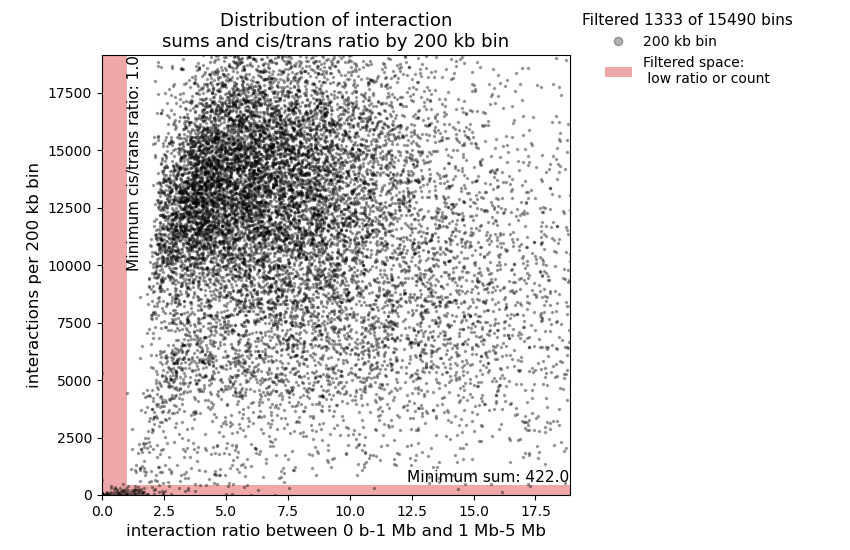 Distribution of interaction
sums and cis/trans ratio by 200 kb bin
Filtered 1333 of 15490 bins
200 kb bin
Filtered space:
low ratio or count
Minimum cis/trans ratio: 1.0
Minimum sum: 422.0
interactions per 200 kb bin
17500
15000
12500
10000
7500
5000
2500
0
0.0 2.5 5.0 7.5 10.0 12.5 15.0 17.5
interaction ratio between 0 b-1 Mb and 1 Mb-5 Mb